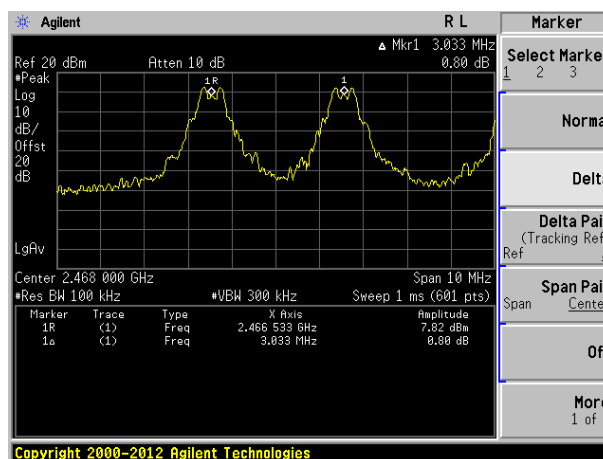 Agilent R L Marker
Δ Mkr1 3.033 MHz
Ref 20 dBm Atten 10 dB 0.80 dB
#Peak
Log
10
dB/
Offst
20
dB
LgAv
1R 1
Center 2.468 000 GHz Span 10 MHz
#Res BW 100 kHz #VBW 300 kHz Sweep 1 ms (601 pts)
Marker Trace Type X Axis Amplitude
1R (1) Freq 2.466 533 GHz 7.82 dBm
1Δ (1) Freq 3.033 MHz 0.80 dB
Select Marke
1 2 3
Norma
Delt
Delta Pai
(Tracking Ref
Ref
Span Pai
Span Cente
Of
More
1 of
Copyright 2000-2012 Agilent Technologies